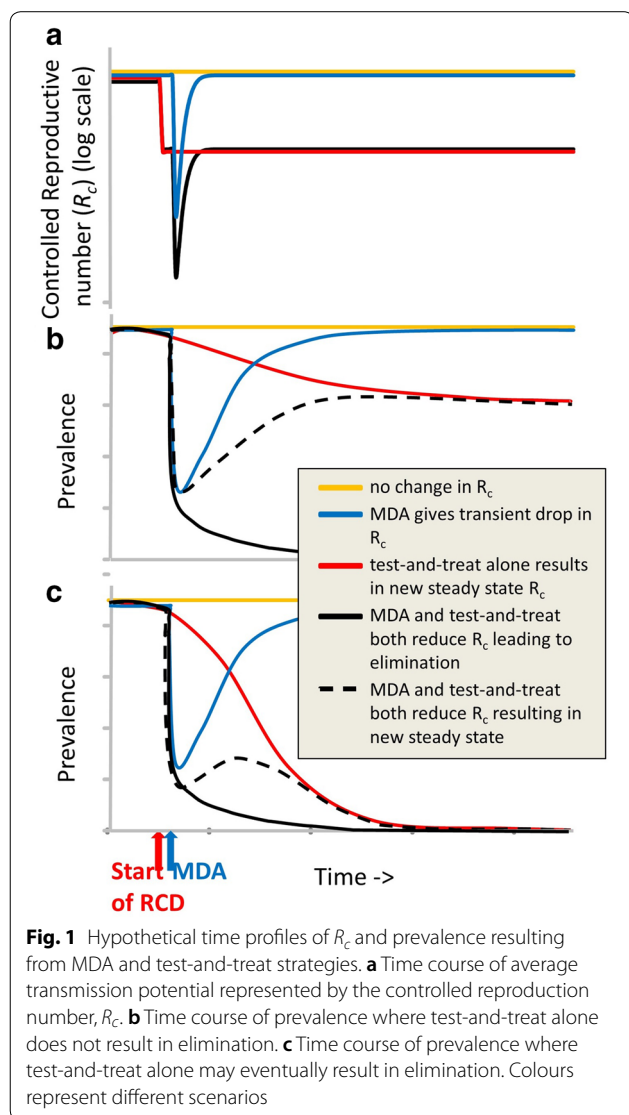 a
Controlled Reproductive
number (Rc) (log scale)
b
Prevalence
no change in Rc
MDA gives transient drop in
Rc
test-and-treat alone results
in new steady state Rc
MDA and test-and-treat
both reduce Rc leading to
elimination
MDA and test-and-treat
both reduce Rc resulting in
new steady state
c
Prevalence
Start MDA
of RCD
Time ->
Fig. 1 Hypothetical time profiles of Rc and prevalence resulting
from MDA and test-and-treat strategies. a Time course of average
transmission potential represented by the controlled reproduction
number, Rc. b Time course of prevalence where test-and-treat alone
does not result in elimination. c Time course of prevalence where
test-and-treat alone may eventually result in elimination. Colours
represent different scenarios